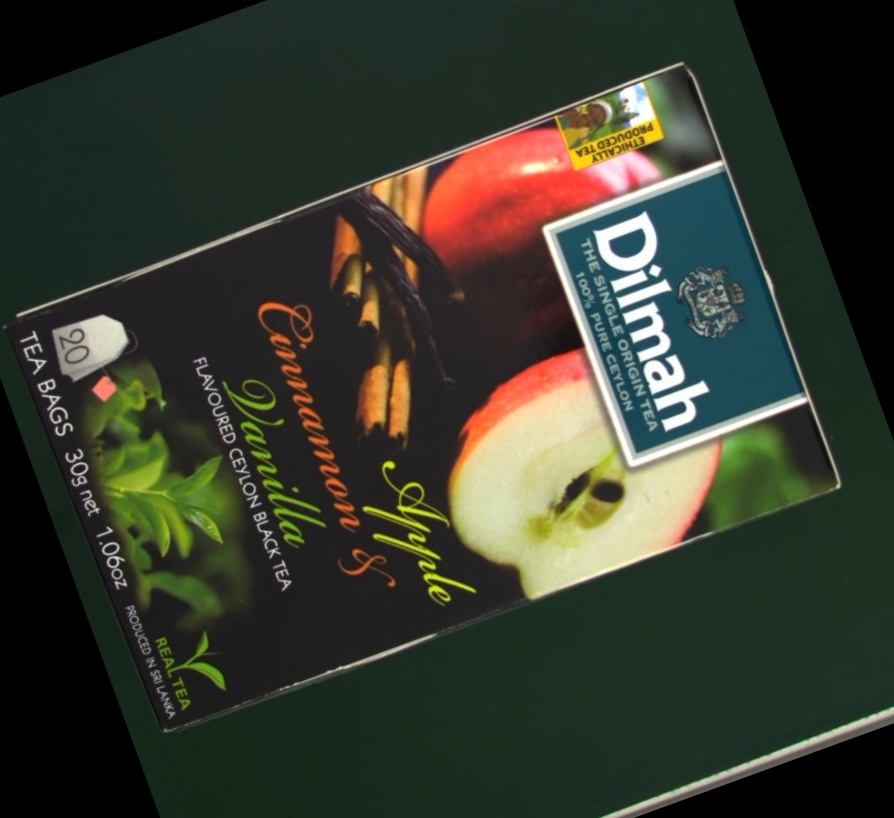 ETHICALLY
PRODUCED TEA
Dilmah
THE SINGLE ORIGIN TEA
100% PURE CEYLON
Apple
Cinnamon &
Vanilla
FLAVOURED CEYLON BLACK TEA
20
TEA BAGS 30g net 1.06oz
REAL TEA
PRODUCED IN SRI LANKA